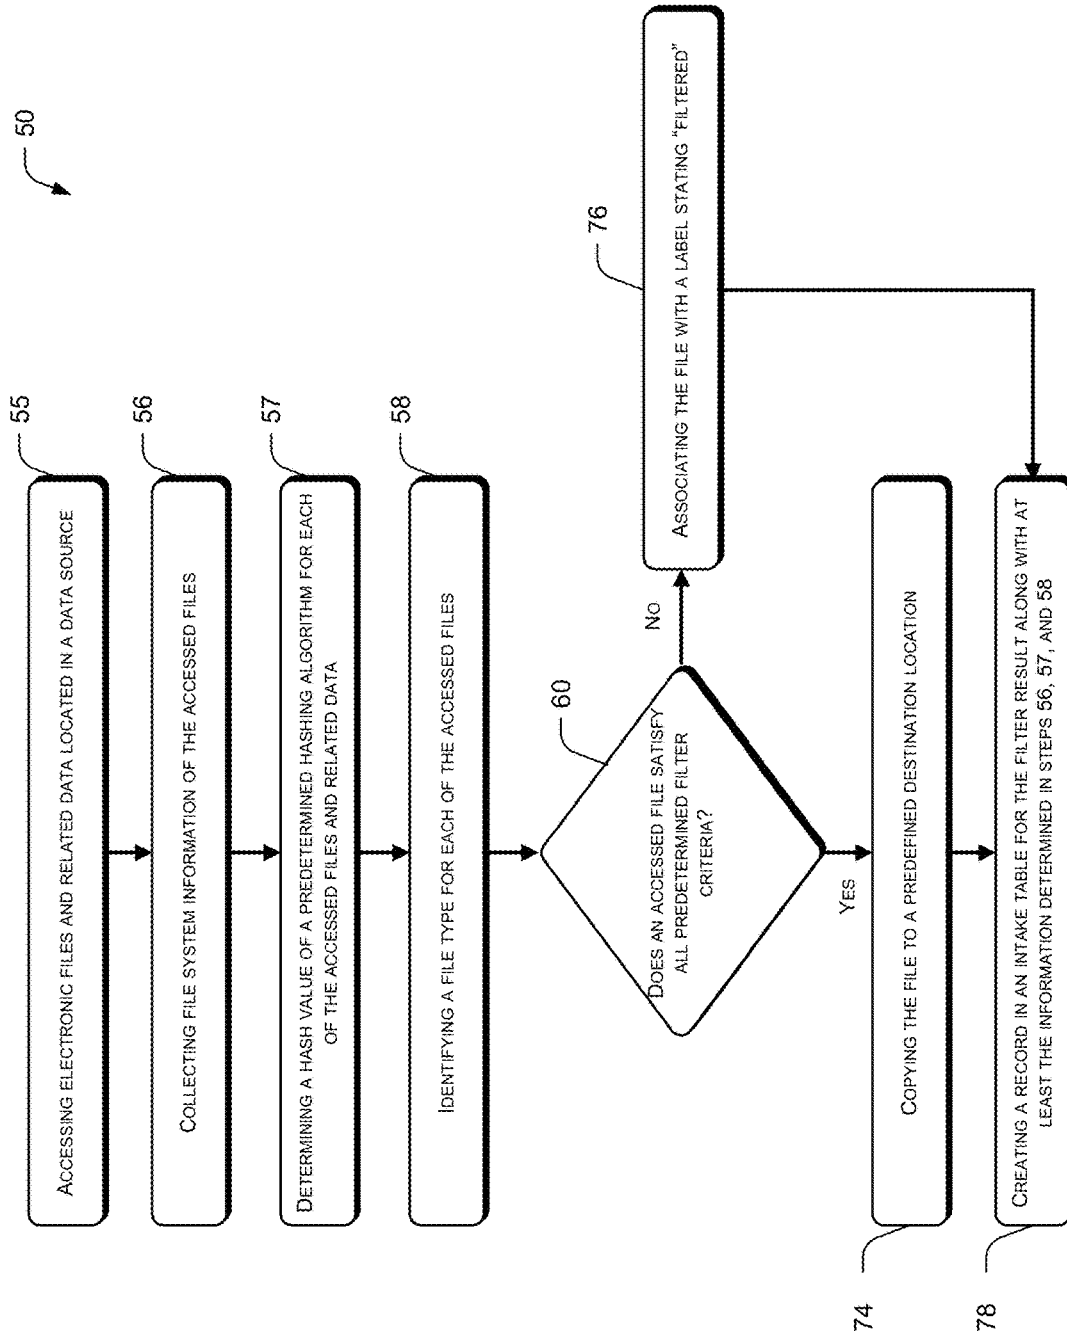 50
55
ACCESSING ELECTRONIC FILES AND RELATED DATA LOCATED IN A DATA SOURCE
56
COLLECTING FILE SYSTEM INFORMATION OF THE ACCESSED FILES
57
DETERMINING A HASH VALUE OF A PREDETERMINED HASHING ALGORITHM FOR EACH
OF THE ACCESSED FILES AND RELATED DATA
58
IDENTIFYING A FILE TYPE FOR EACH OF THE ACCESSED FILES
60
DOES AN ACCESSED FILE SATISFY
ALL PREDETERMINED FILTER
CRITERIA?
NO
76
ASSOCIATING THE FILE WITH A LABEL STATING "FILTERED"
YES
74
COPYING THE FILE TO A PREDEFINED DESTINATION LOCATION
78
CREATING A RECORD IN AN INTAKE TABLE FOR THE FILTER RESULT ALONG WITH AT
LEAST THE INFORMATION DETERMINED IN STEPS 56, 57, AND 58